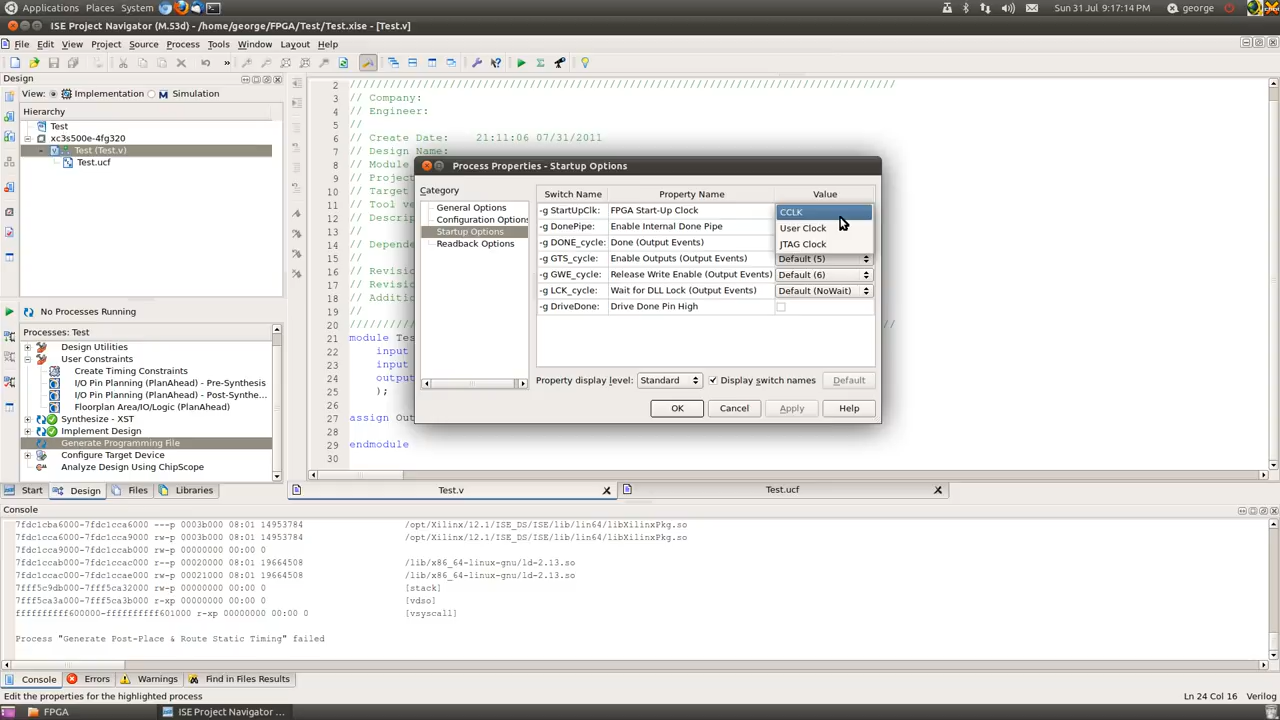 Applications Places System Sun 31 Jul, 9:17:14 PM george
ISE Project Navigator (M.53d) - /home/george/FPGA/Test/Test.xise - [Test.v]
File Edit View Project Source Process Tools Window Layout Help
Design
View: Implementation Simulation
Hierarchy
Test
xc3s500e-4fg320
Test (Test.v)
Test.ucf
No Processes Running
Processes: Test
Design Utilities
User Constraints
Create Timing Constraints
I/O Pin Planning (PlanAhead) - Pre-Synthesis
I/O Pin Planning (PlanAhead) - Post-Synthe...
Floorplan Area/IO/Logic (PlanAhead)
Synthesize - XST
Implement Design
Generate Programming File
Configure Target Device
Analyze Design Using ChipScope
Start Design Files Libraries
2 //////////////////////////////////////////////////////////////////////////////////
3 // Company:
4 // Engineer:
5 //
6 // Create Date: 21:11:06 07/31/2011
7 // Design Name:
8 // Module
9 // Project
10 // Target
11 // Tool ve
12 // Descrip
13 //
14 // Depende
15 //
16 // Revisio
17 // Revisio
18 // Additio
19 //
20 //////////
21 module Tes
22 input
23 input
24 output
25 );
26
27 assign Out
28
29 endmodule
30
Process Properties - Startup Options
Category
General Options
Configuration Options
Startup Options
Readback Options
Switch Name Property Name Value
-g StartUpClk: FPGA Start-Up Clock CCLK
-g DonePipe: Enable Internal Done Pipe User Clock
-g DONE_cycle: Done (Output Events) JTAG Clock
-g GTS_cycle: Enable Outputs (Output Events) Default (5)
-g GWE_cycle: Release Write Enable (Output Events) Default (6)
-g LCK_cycle: Wait for DLL Lock (Output Events) Default (NoWait)
-g DriveDone: Drive Done Pin High
Property display level: Standard Display switch names Default
OK Cancel Apply Help
Test.v Test.ucf
Console
7fdc1cba6000-7fdc1cca6000 ---p 0003b000 08:01 14953784 /opt/Xilinx/12.1/ISE_DS/ISE/lib/lin64/libXilinxPkg.so
7fdc1cca6000-7fdc1cca9000 rw-p 0003b000 08:01 14953784 /opt/Xilinx/12.1/ISE_DS/ISE/lib/lin64/libXilinxPkg.so
7fdc1cca9000-7fdc1ccab000 rw-p 00000000 00:00 0
7fdc1ccab000-7fdc1ccac000 r--p 00020000 08:01 19664508 /lib/x86_64-linux-gnu/ld-2.13.so
7fdc1ccac000-7fdc1ccae000 rw-p 00021000 08:01 19664508 /lib/x86_64-linux-gnu/ld-2.13.so
7fff5c9db000-7fff5ca32000 rw-p 00000000 00:00 0 [stack]
7fff5ca3a000-7fff5ca3b000 r-xp 00000000 00:00 0 [vdso]
ffffffffff600000-ffffffffff601000 r-xp 00000000 00:00 0 [vsyscall]
Process "Generate Post-Place & Route Static Timing" failed
Console Errors Warnings Find in Files Results
Edit the properties for the highlighted process Ln 24 Col 16 Verilog
FPGA ISE Project Navigator ...